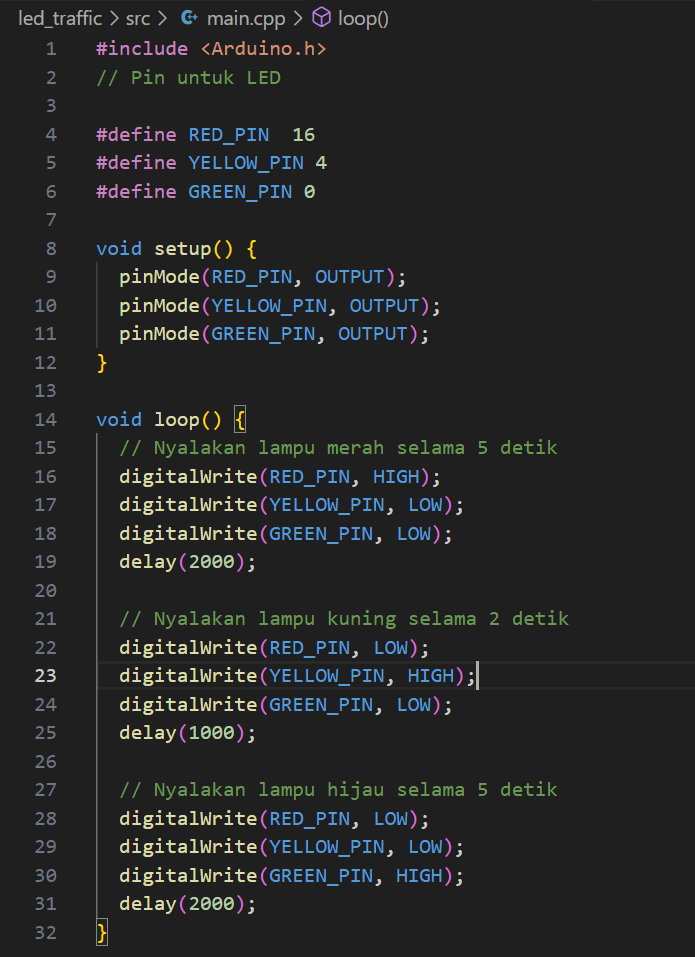 led_traffic > src > main.cpp > loop()
1 #include <Arduino.h>
2 // Pin untuk LED
3
4 #define RED_PIN  16
5 #define YELLOW_PIN 4
6 #define GREEN_PIN 0
7
8 void setup() {
9   pinMode(RED_PIN, OUTPUT);
10   pinMode(YELLOW_PIN, OUTPUT);
11   pinMode(GREEN_PIN, OUTPUT);
12 }
13
14 void loop() {
15   // Nyalakan lampu merah selama 5 detik
16   digitalWrite(RED_PIN, HIGH);
17   digitalWrite(YELLOW_PIN, LOW);
18   digitalWrite(GREEN_PIN, LOW);
19   delay(2000);
20
21   // Nyalakan lampu kuning selama 2 detik
22   digitalWrite(RED_PIN, LOW);
23   digitalWrite(YELLOW_PIN, HIGH);
24   digitalWrite(GREEN_PIN, LOW);
25   delay(1000);
26
27   // Nyalakan lampu hijau selama 5 detik
28   digitalWrite(RED_PIN, LOW);
29   digitalWrite(YELLOW_PIN, LOW);
30   digitalWrite(GREEN_PIN, HIGH);
31   delay(2000);
32 }